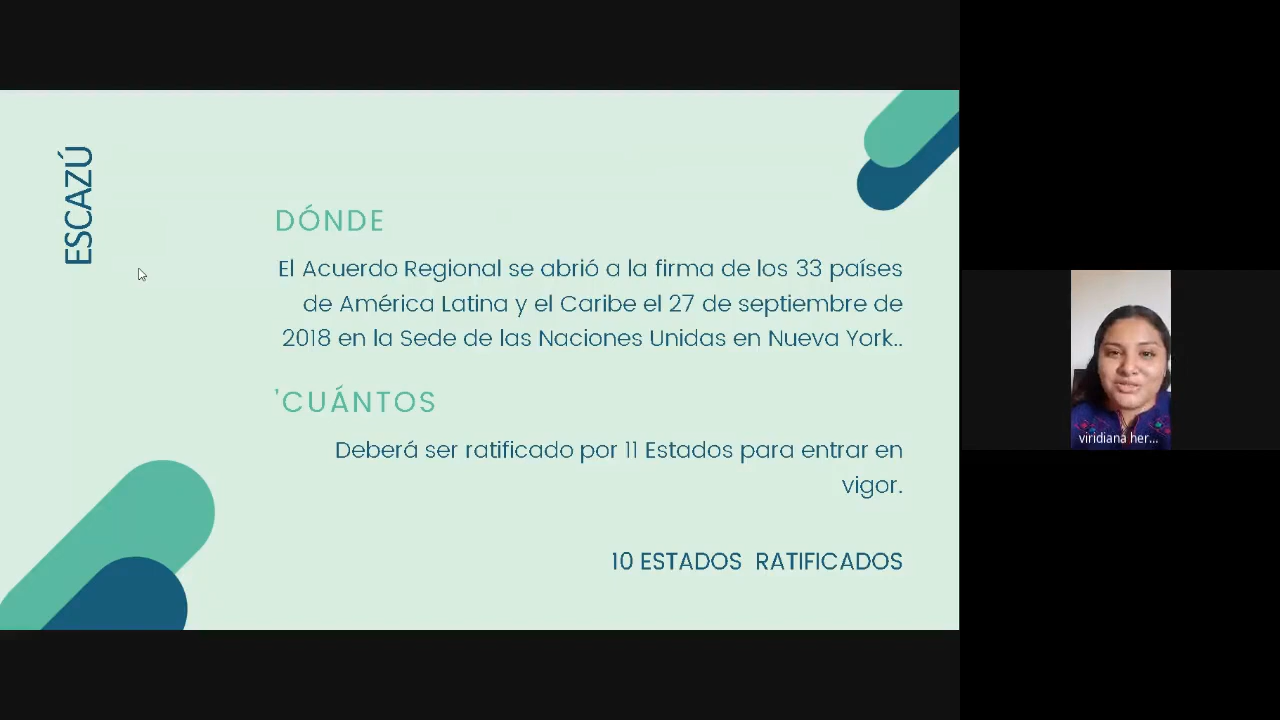 ESCAZÚ
DÓNDE
El Acuerdo Regional se abrió a la firma de los 33 países
de América Latina y el Caribe el 27 de septiembre de
2018 en la Sede de las Naciones Unidas en Nueva York..
'CUÁNTOS
Deberá ser ratificado por 11 Estados para entrar en
vigor.
10 ESTADOS RATIFICADOS
viridiana her...